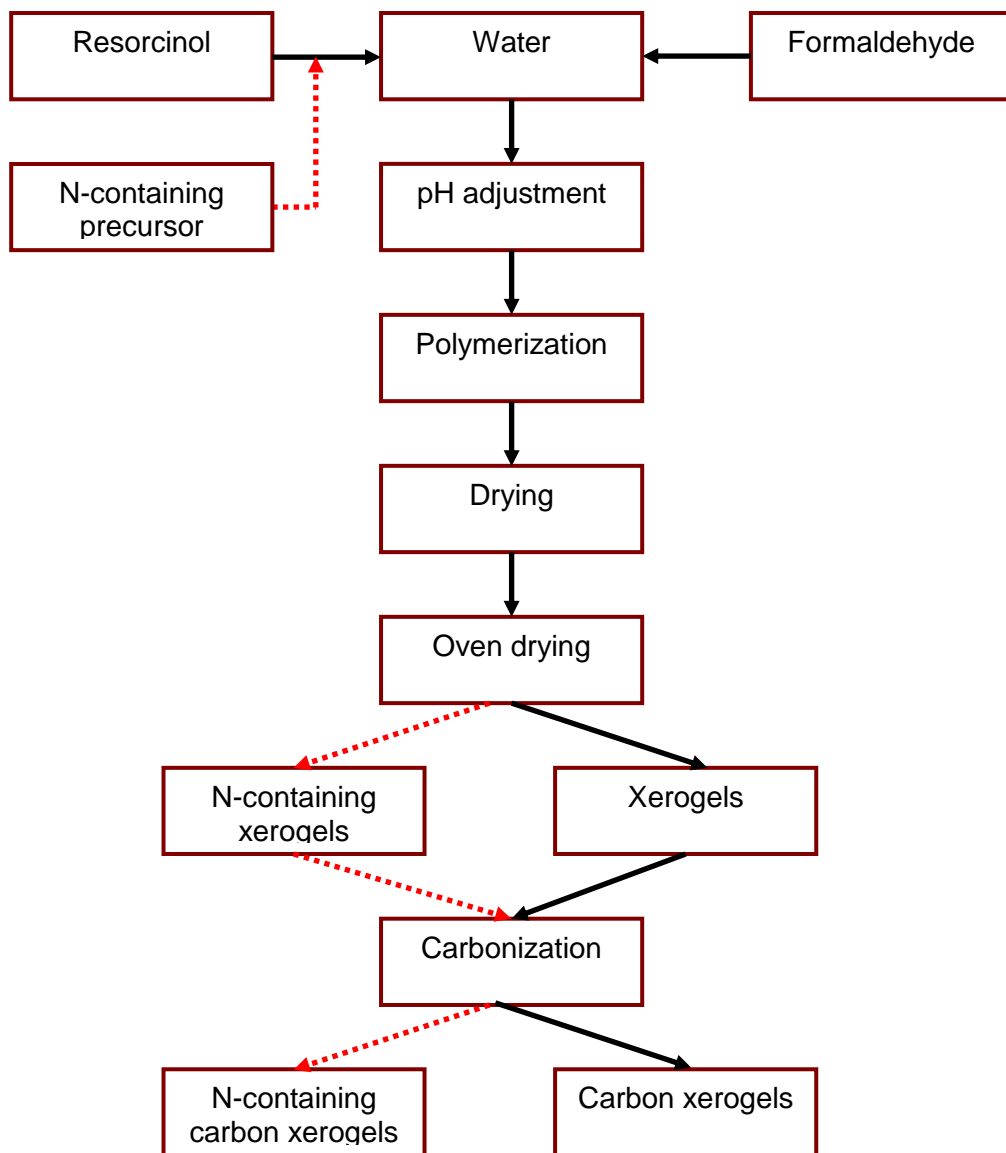 Resorcinol
Water
Formaldehyde
N-containing
precursor
pH adjustment
Polymerization
Drying
Oven drying
N-containing
xerogels
Xerogels
Carbonization
N-containing
carbon xerogels
Carbon xerogels